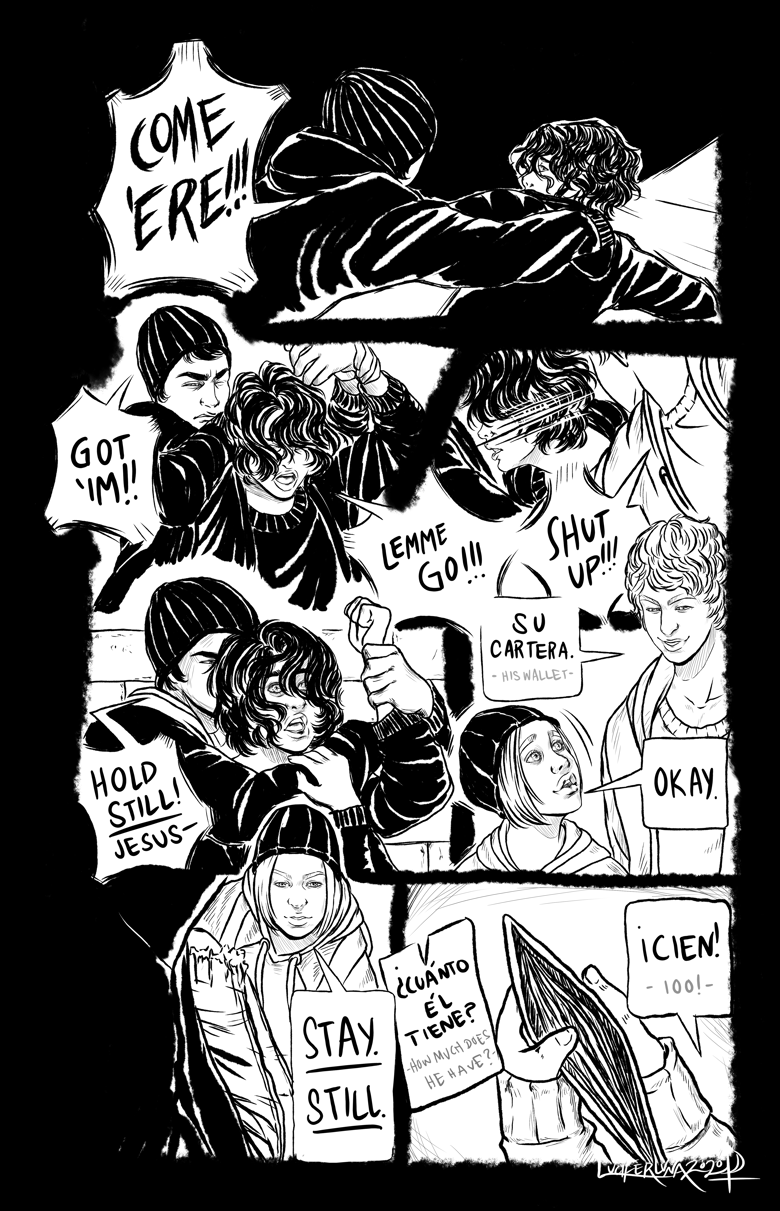 COME
'ERE!!!
GOT
'IM!!
LEMME
GO!!!
SHUT
UP!!!
SU
CARTERA.
- HIS WALLET -
HOLD
STILL!
JESUS-
OKAY.
STAY.
STILL.
¿CUÁNTO
ÉL
TIENE?
-HOW MUCH DOES
HE HAVE?-
¡CIEN!
- 100! -